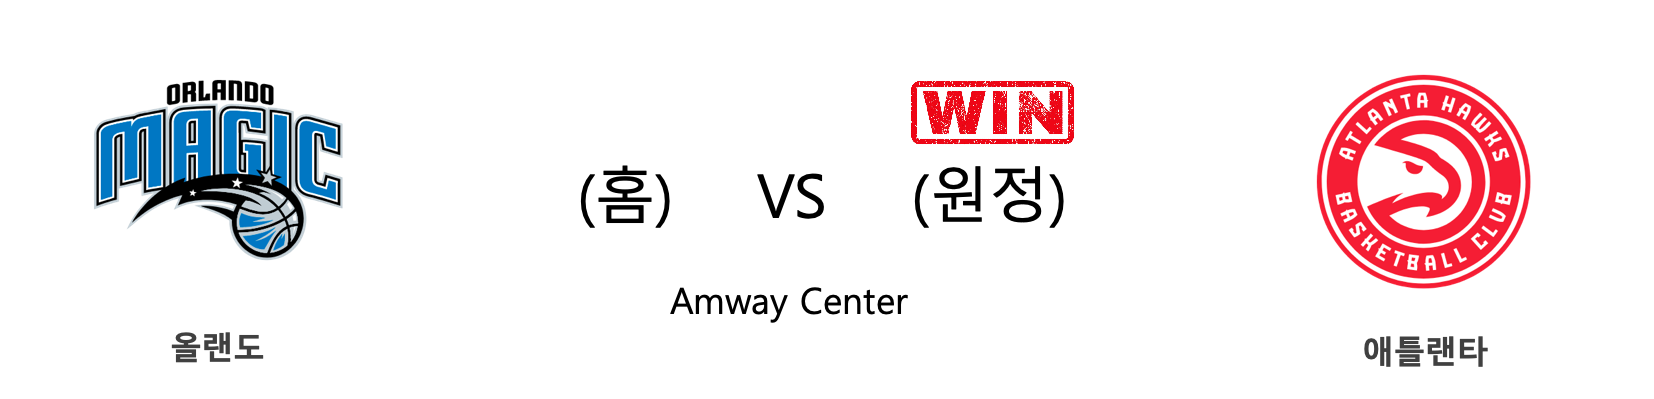 ORLANDO
MAGIC
WIN
(홈) VS (원정)
Amway Center
ATLANTA HAWKS
BASKETBALL CLUB
올랜도
애틀랜타